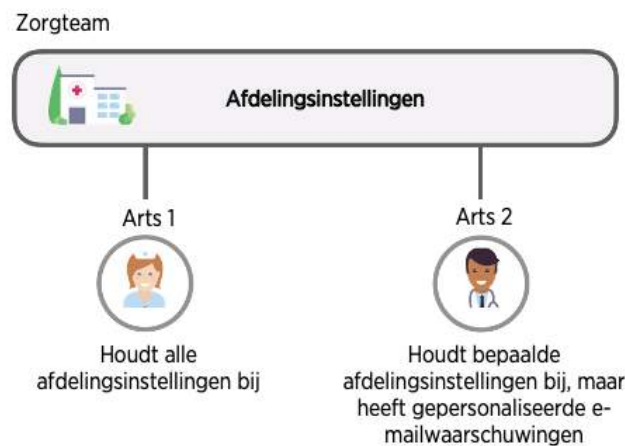 Zorgteam
Afdelingsinstellingen
Arts 1
Houdt alle
afdelingsinstellingen bij
Arts 2
Houdt bepaalde
afdelingsinstellingen bij, maar
heeft gepersonaliseerde e-
mailwaarschuwingen